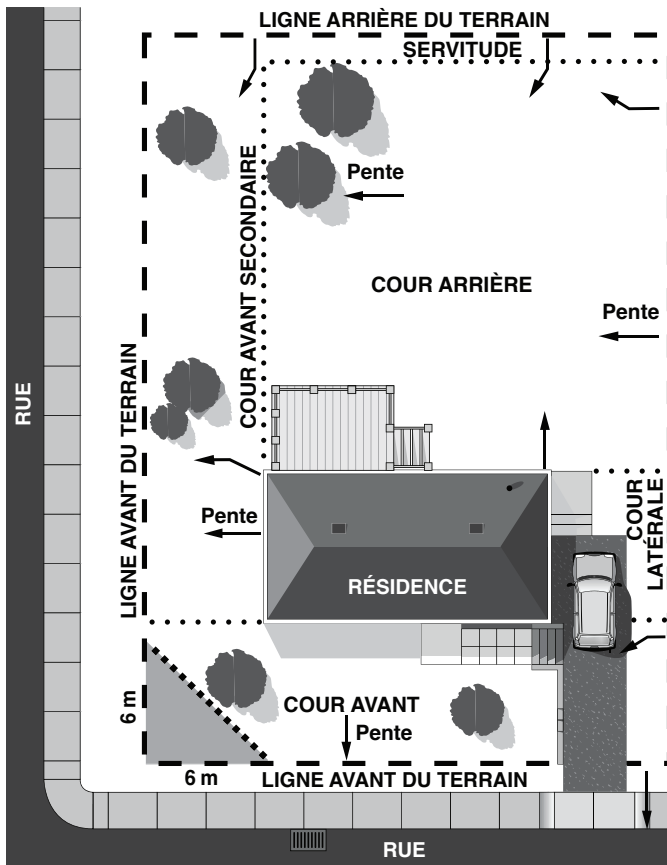 LIGNE ARRIÈRE DU TERRAIN
SERVITUDE
COUR AVANT SECONDAIRE
Pente
COUR ARRIÈRE
Pente
RUE
LIGNE AVANT DU TERRAIN
Pente
COUR
LATÉRALE
RÉSIDENCE
6 m
COUR AVANT
Pente
6 m
LIGNE AVANT DU TERRAIN
RUE